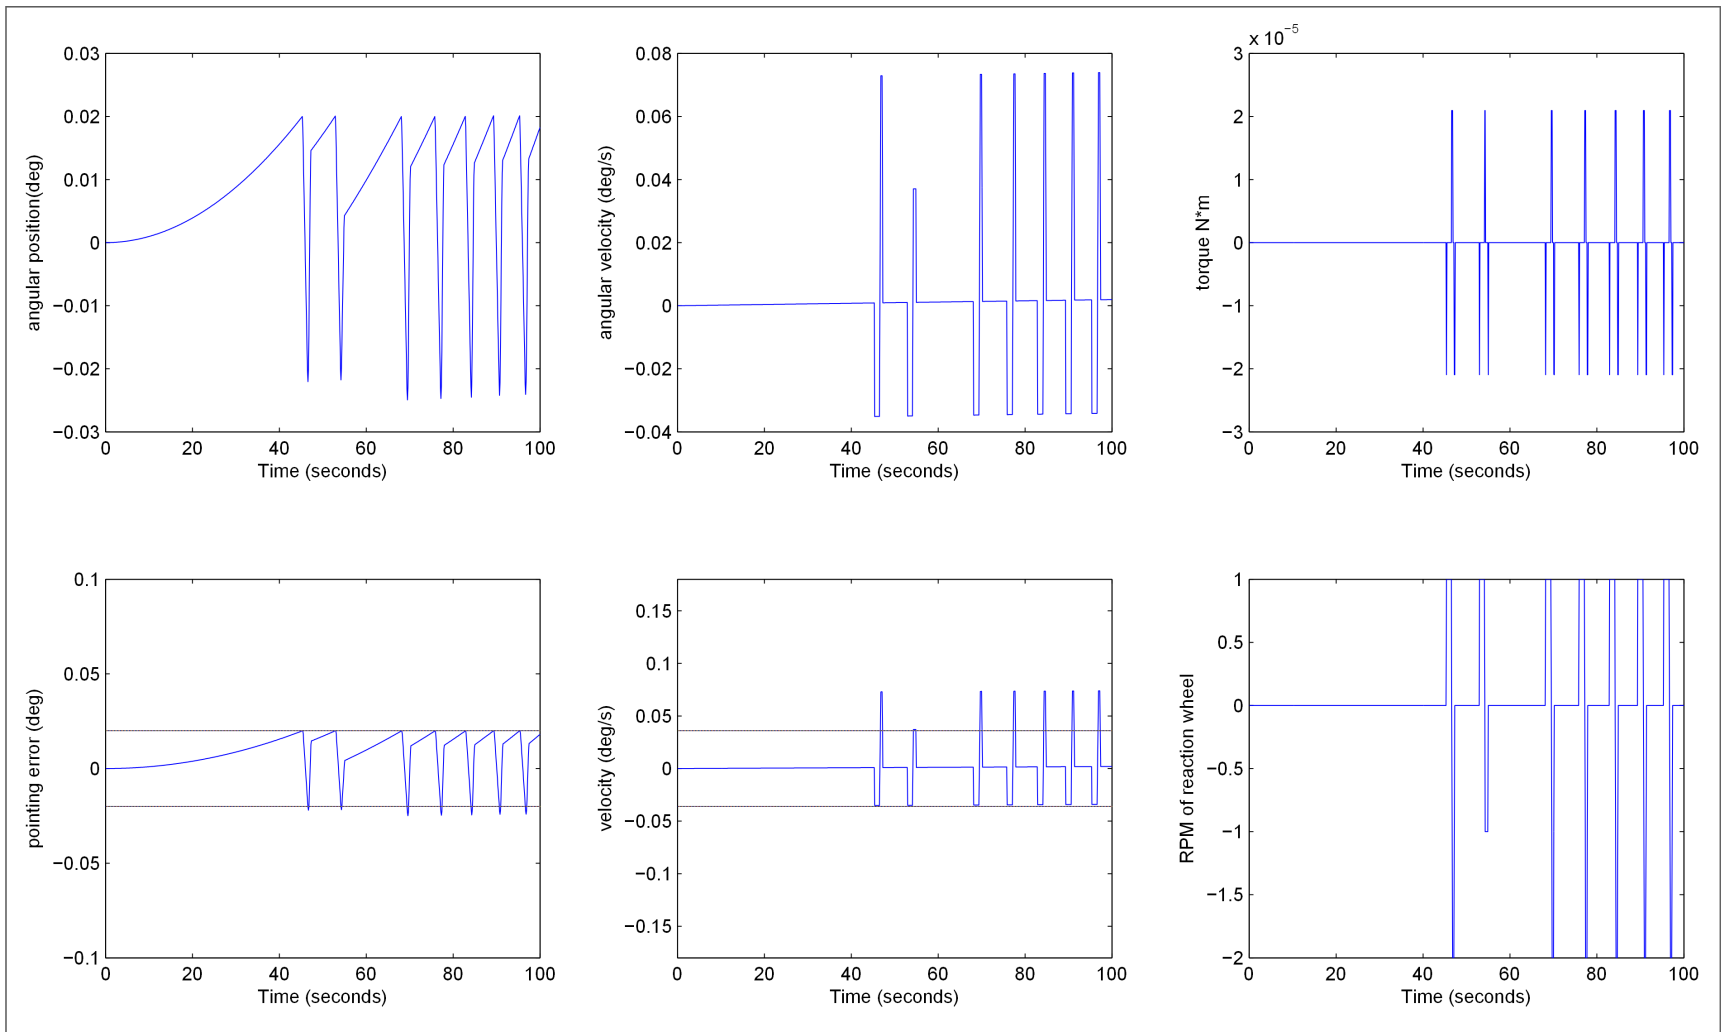 0.03
0.02
0.01
0
−0.01
−0.02
−0.03
angular position(deg)
0 20 40 60 80 100
Time (seconds)
0.08
0.06
0.04
0.02
0
−0.02
−0.04
angular velocity (deg/s)
0 20 40 60 80 100
Time (seconds)
x 10⁻⁵
3
2
1
0
−1
−2
−3
torque N*m
0 20 40 60 80 100
Time (seconds)
0.1
0.05
0
−0.05
−0.1
pointing error (deg)
0 20 40 60 80 100
Time (seconds)
0.15
0.1
0.05
0
−0.05
−0.1
−0.15
velocity (deg/s)
0 20 40 60 80 100
Time (seconds)
1
0.5
0
−0.5
−1
−1.5
−2
RPM of reaction wheel
0 20 40 60 80 100
Time (seconds)